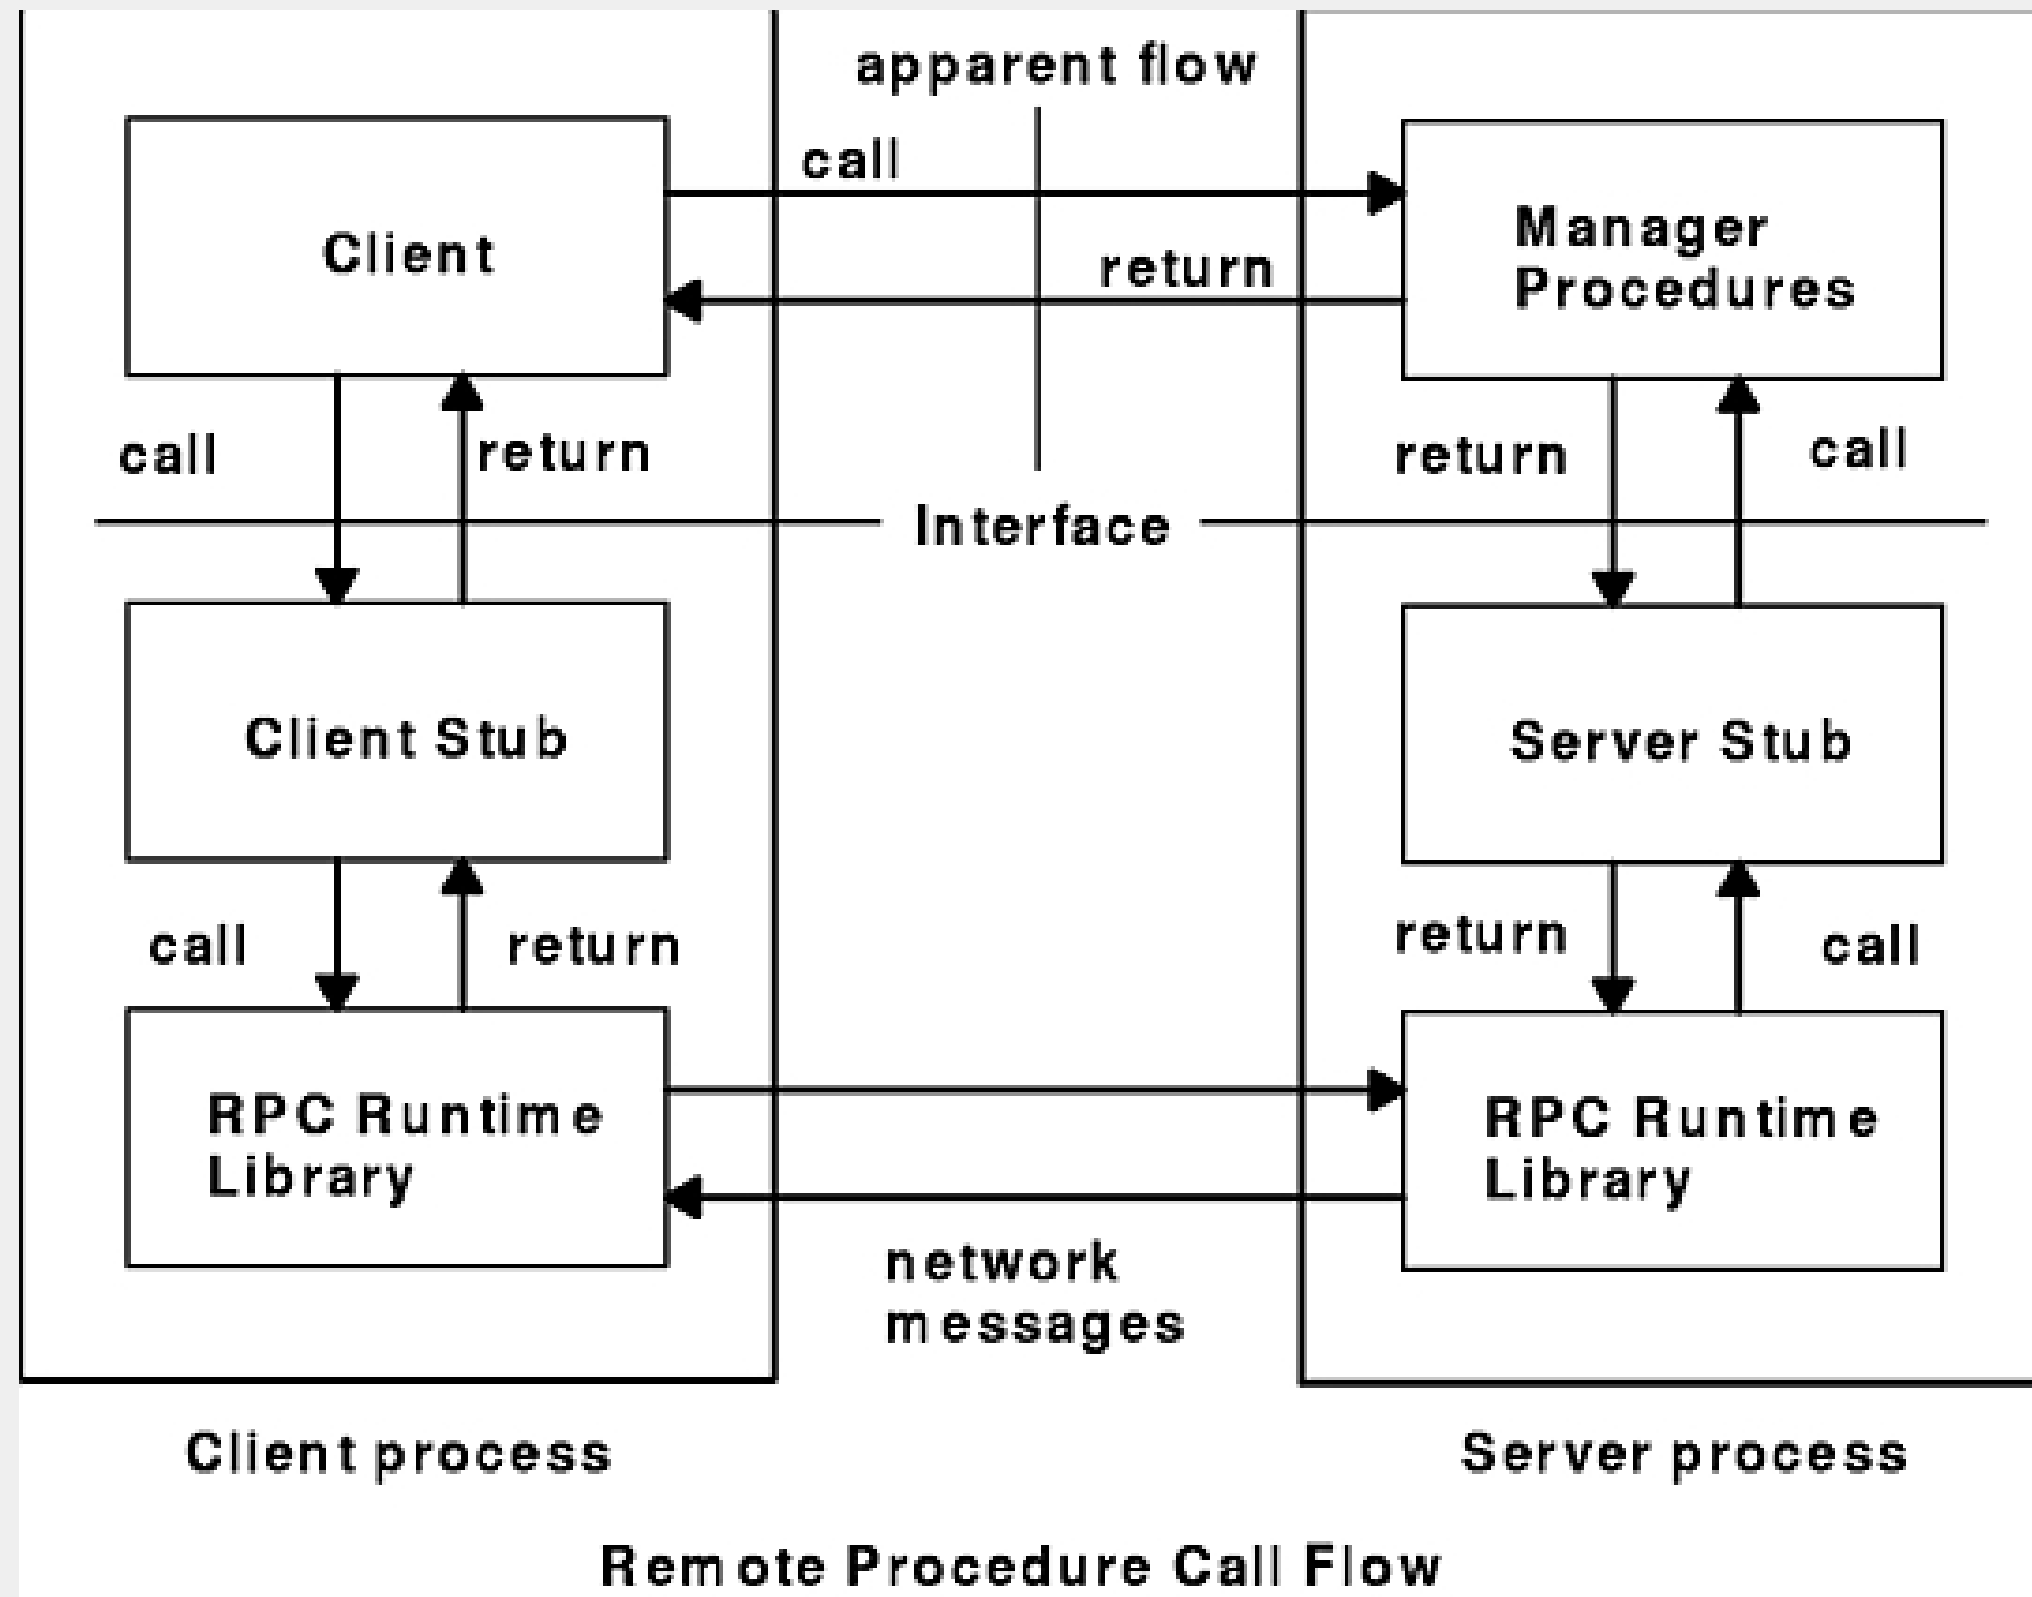 apparent flow
call
Client
Manager
Procedures
return
call
return
return
call
Interface
Client Stub
Server Stub
call
return
return
call
RPC Runtime
Library
RPC Runtime
Library
network
messages
Client process
Server process
Remote Procedure Call Flow